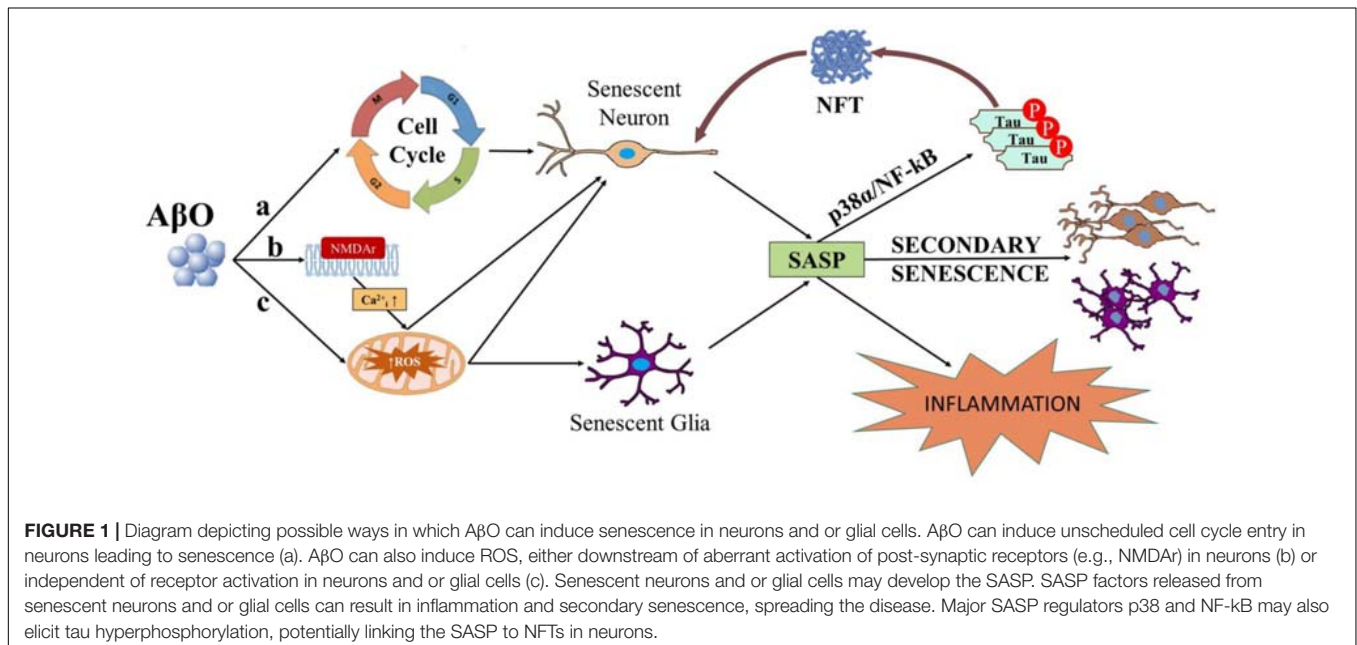 M
G1
Cell
Cycle
G2
S
Senescent
Neuron
NFT
P
Tau
P
Tau
P
Tau
AβO
a
b
c
NMDAr
Ca²⁺ᵢ ↑
↑ROS
p38α/NF-kB
SASP
SECONDARY
SENESCENCE
Senescent Glia
INFLAMMATION
FIGURE 1 | Diagram depicting possible ways in which AβO can induce senescence in neurons and or glial cells. AβO can induce unscheduled cell cycle entry in
neurons leading to senescence (a). AβO can also induce ROS, either downstream of aberrant activation of post-synaptic receptors (e.g., NMDAr) in neurons (b) or
independent of receptor activation in neurons and or glial cells (c). Senescent neurons and or glial cells may develop the SASP. SASP factors released from
senescent neurons and or glial cells can result in inflammation and secondary senescence, spreading the disease. Major SASP regulators p38 and NF-kB may also
elicit tau hyperphosphorylation, potentially linking the SASP to NFTs in neurons.